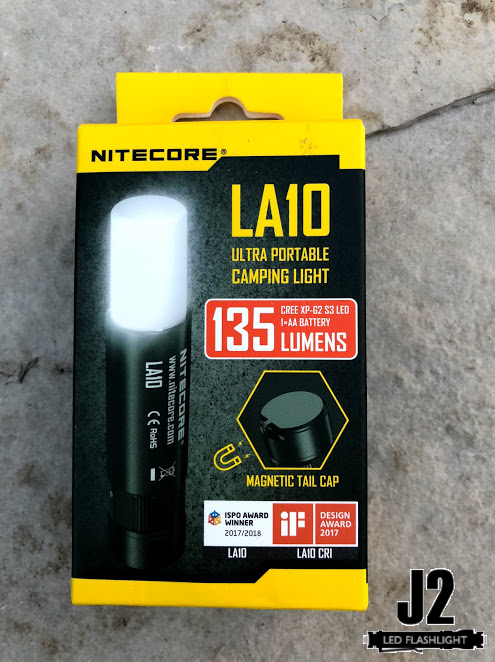 NITECORE®
LA10
ULTRA PORTABLE
CAMPING LIGHT
135
CREE XP-G2 S3 LED
1×AA BATTERY
LUMENS
NITECORE®
www.nitecore.com
LA10
CE RoHS
MAGNETIC TAIL CAP
ISPO AWARD
WINNER
2017/2018
iF
DESIGN
AWARD
2017
LA10
LA10 CRI
J2
LED FLASHLIGHT